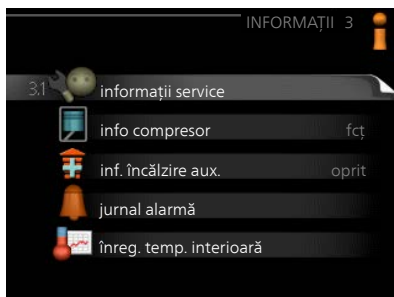 INFORMAȚII 3
3.1 informații service
info compresor fcț
inf. încălzire aux. oprit
jurnal alarmă
înreg. temp. interioară